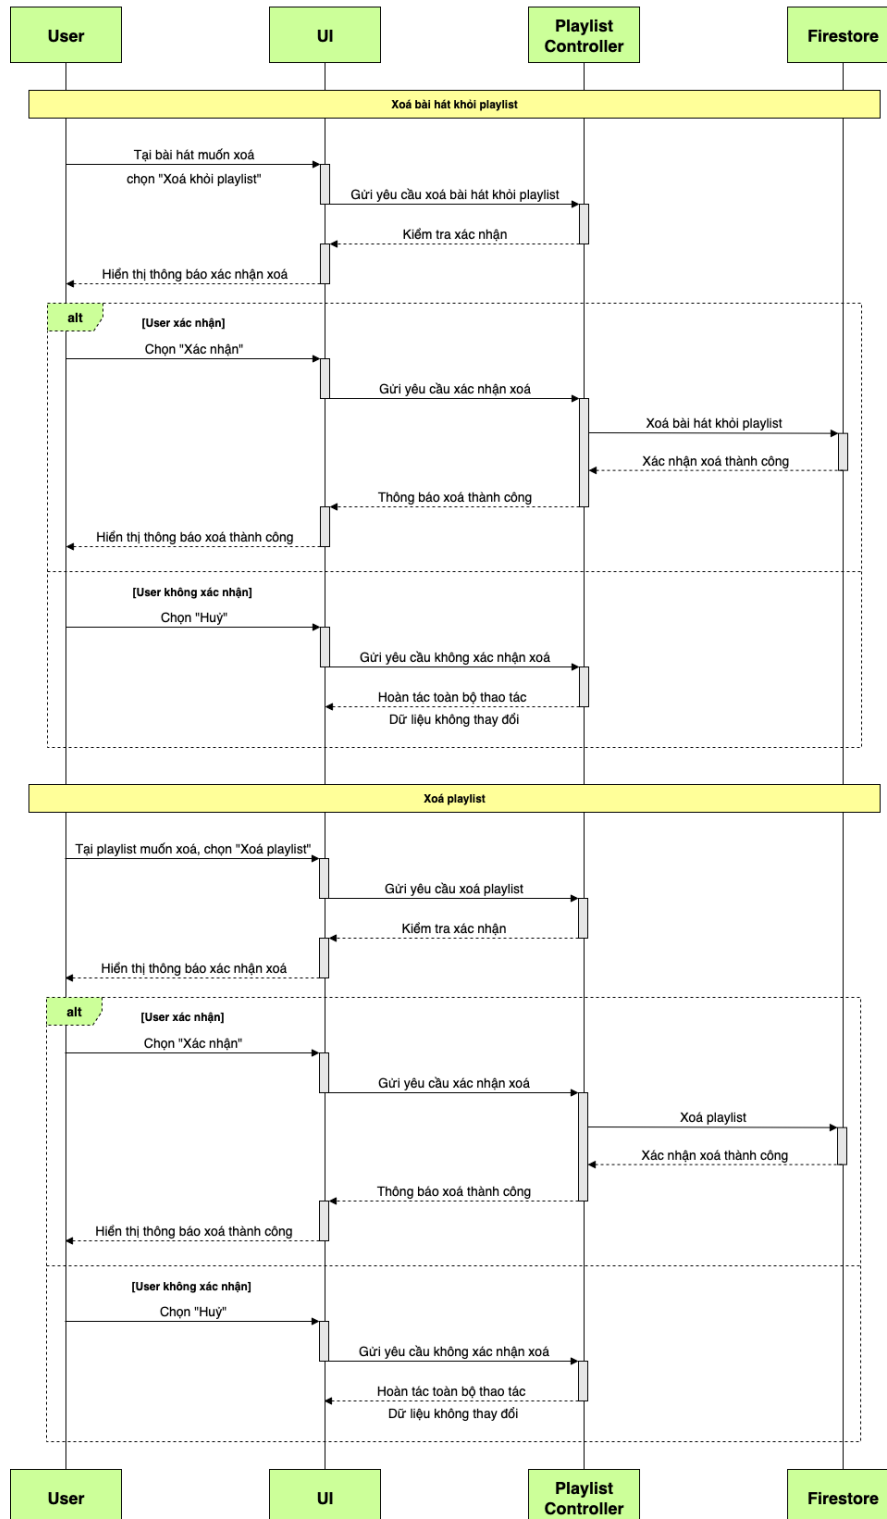 User
UI
Playlist
Controller
Firestore
Xoá bài hát khỏi playlist
Tại bài hát muốn xoá
chọn "Xoá khỏi playlist"
Gửi yêu cầu xoá bài hát khỏi playlist
Kiểm tra xác nhận
Hiển thị thông báo xác nhận xoá
alt
[User xác nhận]
Chọn "Xác nhận"
Gửi yêu cầu xác nhận xoá
Xoá bài hát khỏi playlist
Xác nhận xoá thành công
Thông báo xoá thành công
Hiển thị thông báo xoá thành công
[User không xác nhận]
Chọn "Huỷ"
Gửi yêu cầu không xác nhận xoá
Hoàn tác toàn bộ thao tác
Dữ liệu không thay đổi
Xoá playlist
Tại playlist muốn xoá, chọn "Xoá playlist"
Gửi yêu cầu xoá playlist
Kiểm tra xác nhận
Hiển thị thông báo xác nhận xoá
alt
[User xác nhận]
Chọn "Xác nhận"
Gửi yêu cầu xác nhận xoá
Xoá playlist
Xác nhận xoá thành công
Thông báo xoá thành công
Hiển thị thông báo xoá thành công
[User không xác nhận]
Chọn "Huỷ"
Gửi yêu cầu không xác nhận xoá
Hoàn tác toàn bộ thao tác
Dữ liệu không thay đổi
User
UI
Playlist
Controller
Firestore